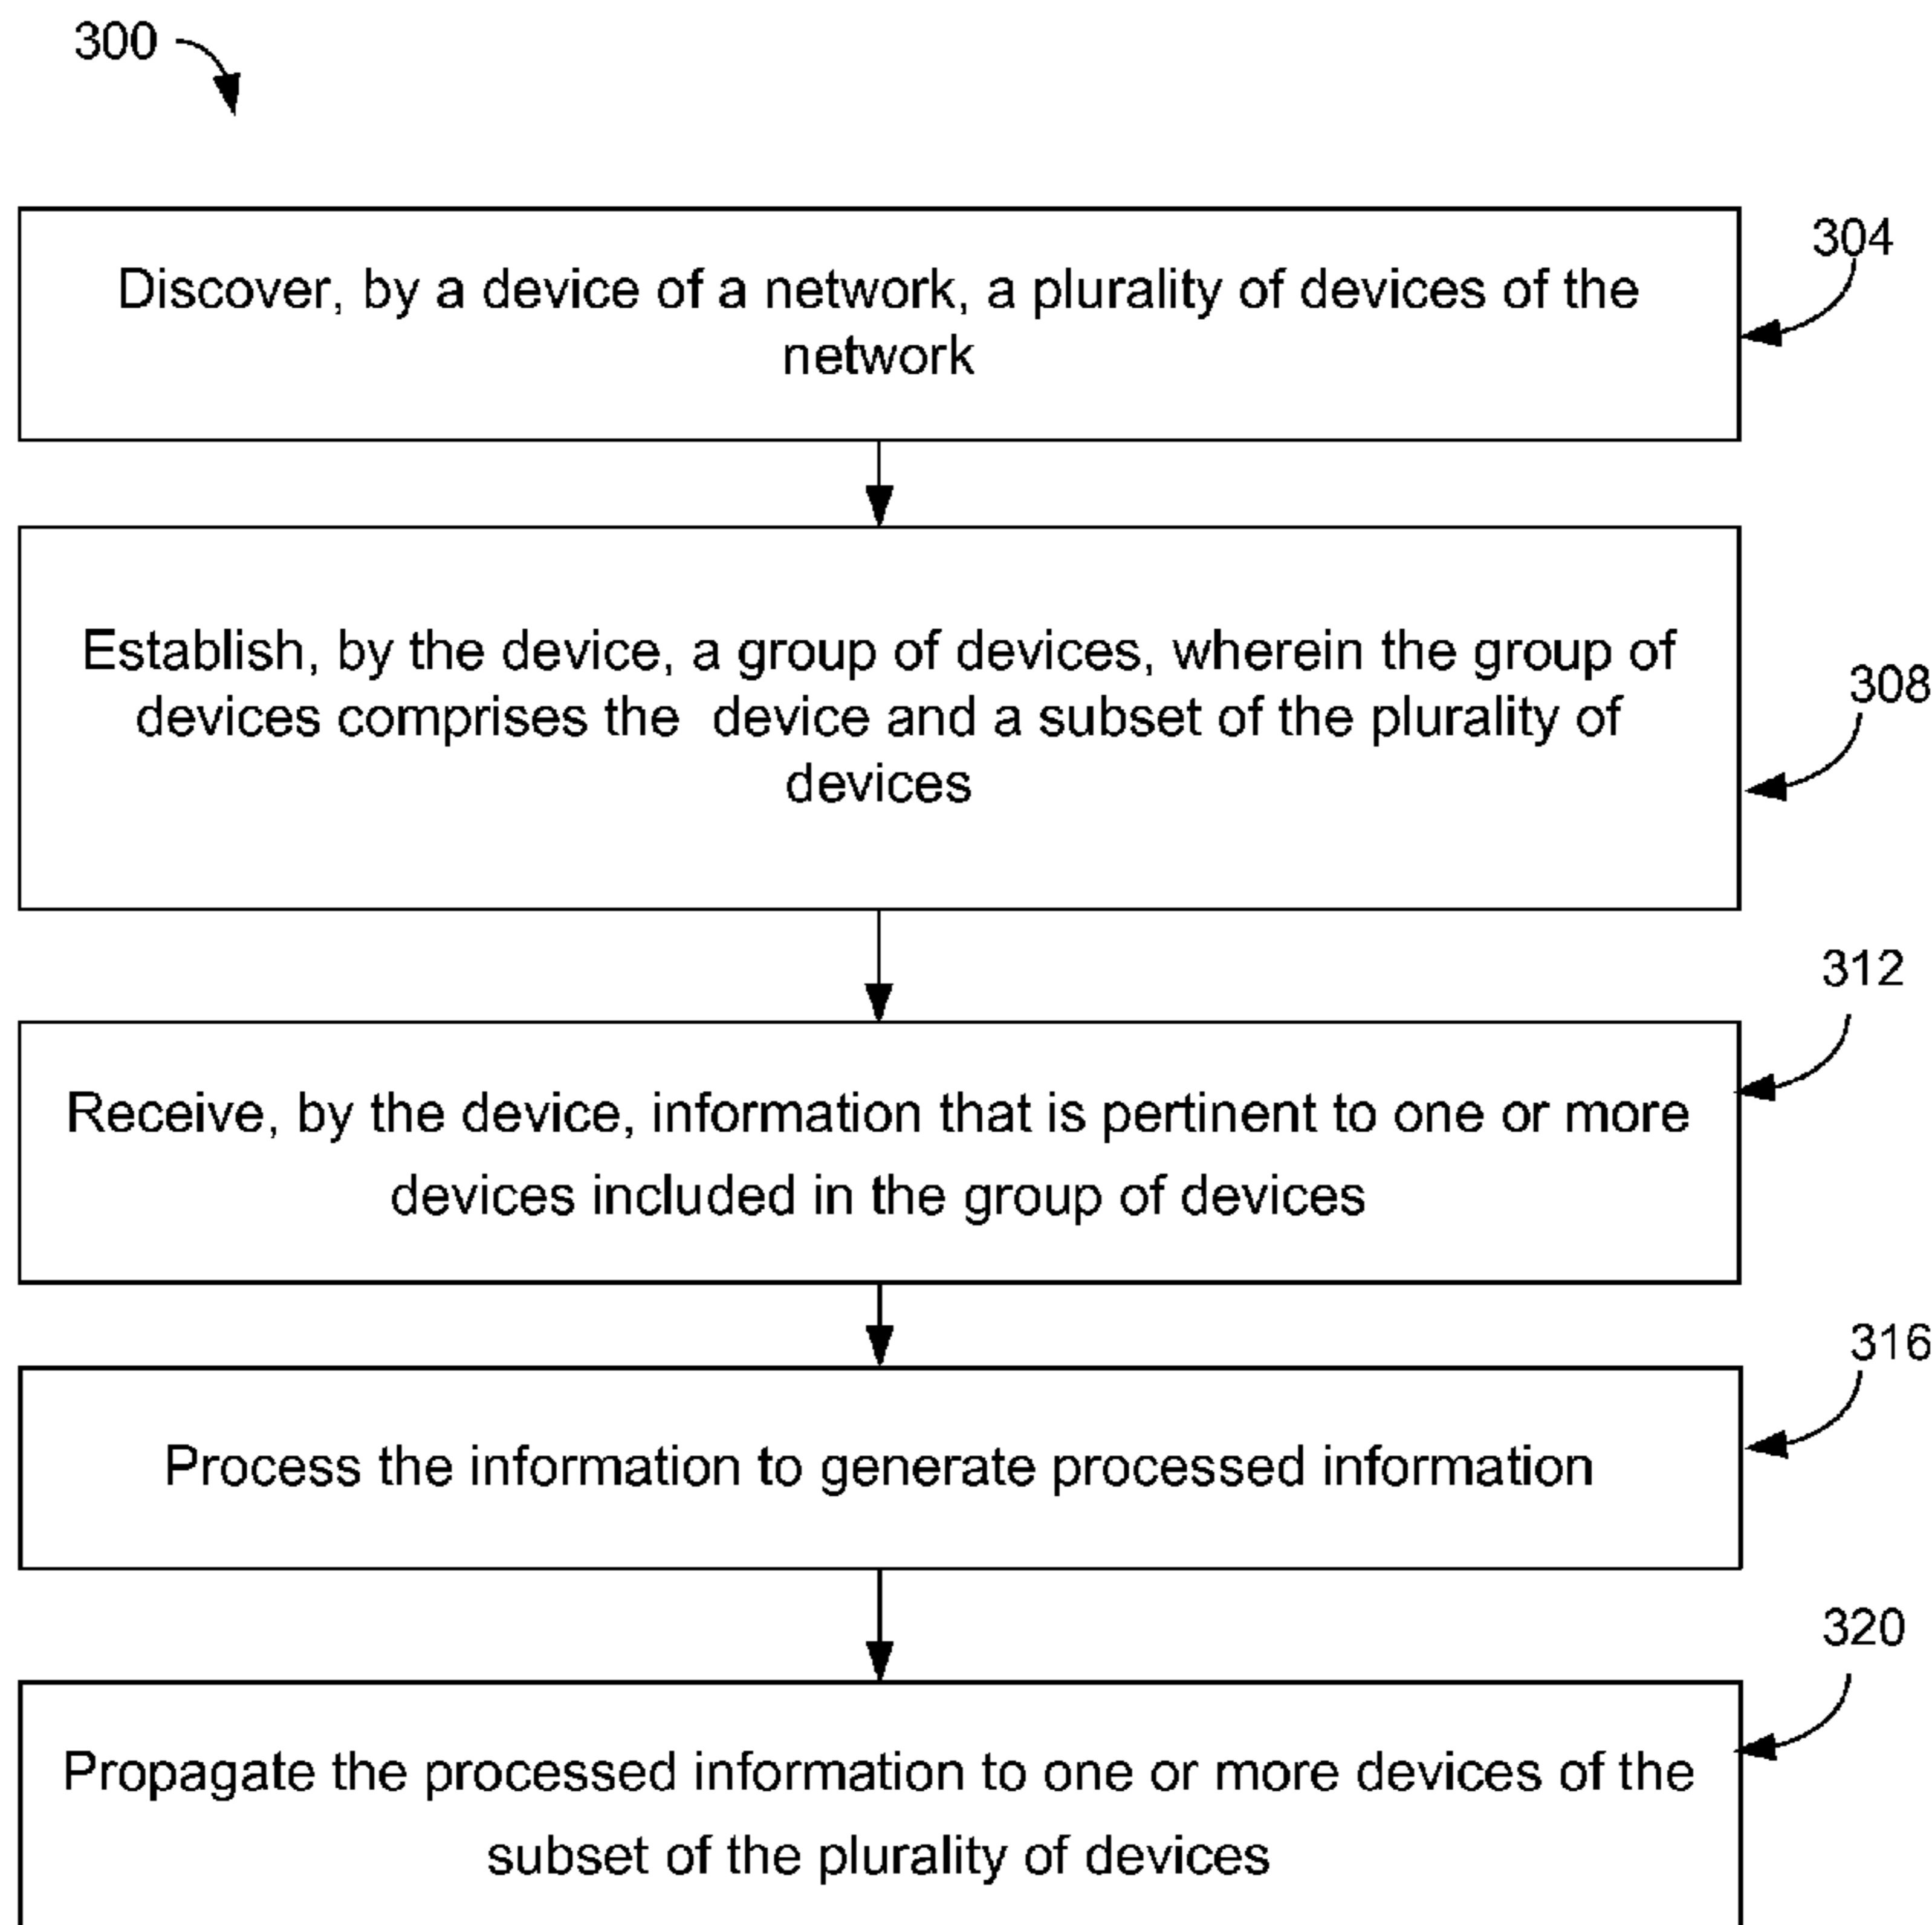 300
304
Discover, by a device of a network, a plurality of devices of the
network
Establish, by the device, a group of devices, wherein the group of
308
devices comprises the device and a subset of the plurality of
devices
312
Receive, by the device, information that is pertinent to one or more
devices included in the group of devices
316
Process the information to generate processed information
320
Propagate the processed information to one or more devices of the
subset of the plurality of devices